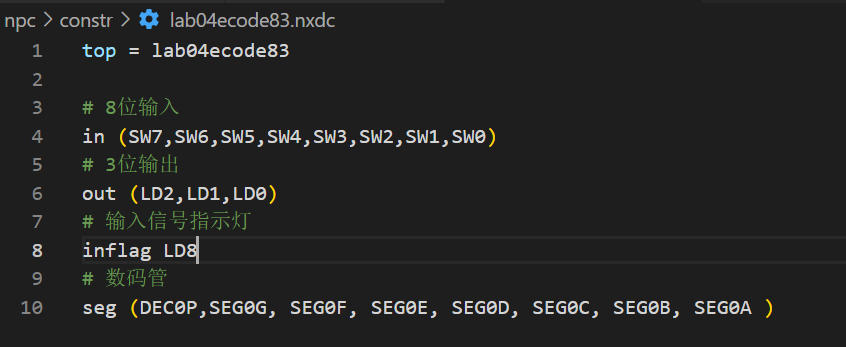 npc > constr > lab04ecode83.nxdc
1 top = lab04ecode83
2
3 # 8位输入
4 in (SW7,SW6,SW5,SW4,SW3,SW2,SW1,SW0)
5 # 3位输出
6 out (LD2,LD1,LD0)
7 # 输入信号指示灯
8 inflag LD8
9 # 数码管
10 seg (DEC0P,SEG0G, SEG0F, SEG0E, SEG0D, SEG0C, SEG0B, SEG0A )